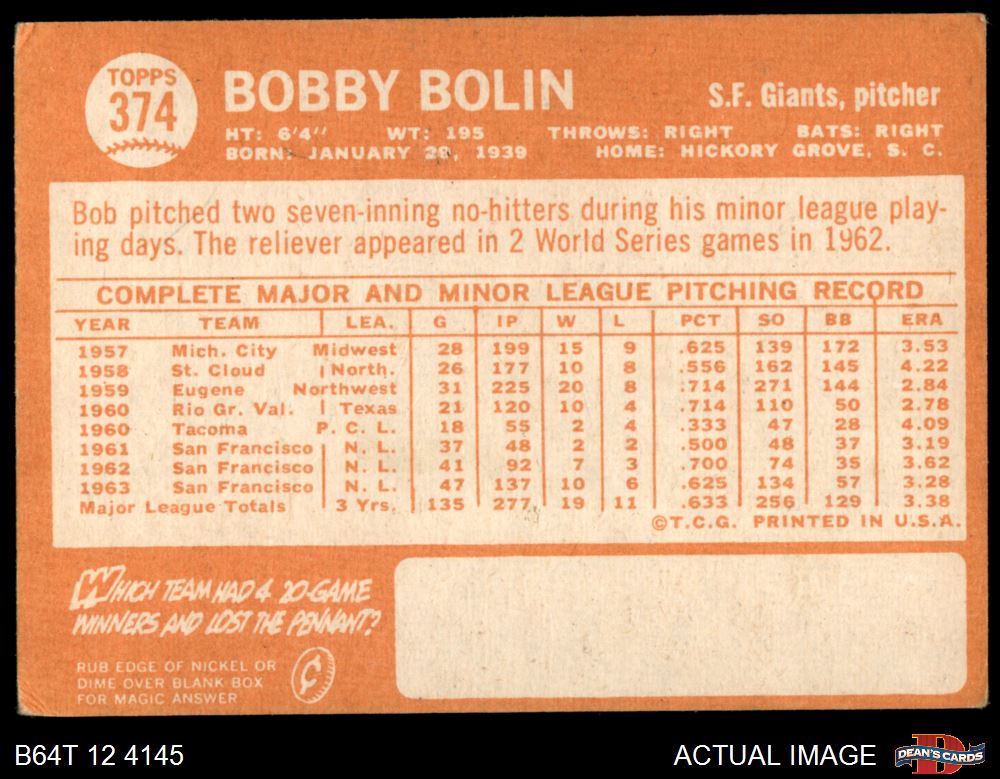 TOPPS
374
BOBBY BOLIN
S.F. Giants, pitcher
HT: 6'4" WT: 195 THROWS: RIGHT BATS: RIGHT
BORN: JANUARY 29, 1939 HOME: HICKORY GROVE, S. C.
Bob pitched two seven-inning no-hitters during his minor league play-
ing days. The reliever appeared in 2 World Series games in 1962.
COMPLETE MAJOR AND MINOR LEAGUE PITCHING RECORD
YEAR TEAM LEA. G IP W L PCT SO BB ERA
1957 Mich. City Midwest 28 199 15 9 .625 139 172 3.53
1958 St. Cloud North. 26 177 10 8 .556 162 145 4.22
1959 Eugene Northwest 31 225 20 8 .714 271 144 2.84
1960 Rio Gr. Val. Texas 21 120 10 4 .714 110 50 2.78
1960 Tacoma P. C. L. 18 55 2 4 .333 47 28 4.09
1961 San Francisco N. L. 37 48 2 2 .500 48 37 3.19
1962 San Francisco N. L. 41 92 7 3 .700 74 35 3.62
1963 San Francisco N. L. 47 137 10 6 .625 134 57 3.28
Major League Totals 3 Yrs. 135 277 19 11 .633 256 129 3.38
©T.C.G. PRINTED IN U.S.A.
WHICH TEAM HAD 4 20-GAME
WINNERS AND LOST THE PENNANT?
RUB EDGE OF NICKEL OR
DIME OVER BLANK BOX
FOR MAGIC ANSWER
¢
B64T 12 4145
ACTUAL IMAGE
DEAN'S CARDS